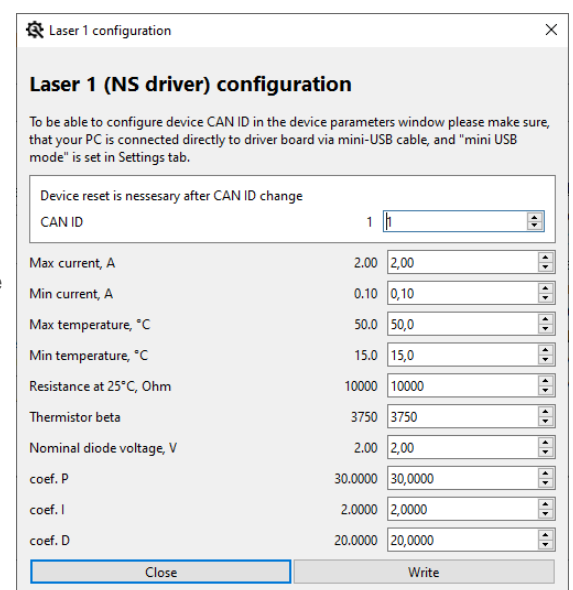 Laser 1 configuration
Laser 1 (NS driver) configuration
To be able to configure device CAN ID in the device parameters window please make sure,
that your PC is connected directly to driver board via mini-USB cable, and "mini USB
mode" is set in Settings tab.
Device reset is nessesary after CAN ID change
CAN ID 1 1
Max current, A 2.00 2,00
Min current, A 0.10 0,10
Max temperature, °C 50.0 50,0
Min temperature, °C 15.0 15,0
Resistance at 25°C, Ohm 10000 10000
Thermistor beta 3750 3750
Nominal diode voltage, V 2.00 2,00
coef. P 30.0000 30,0000
coef. I 2.0000 2,0000
coef. D 20.0000 20,0000
Close Write